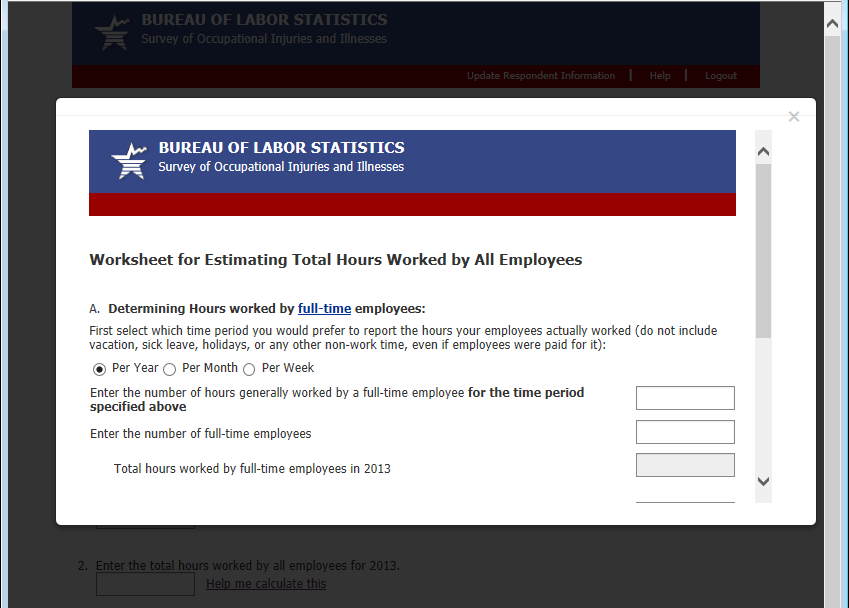 BUREAU OF LABOR STATISTICS
Survey of Occupational Injuries and Illnesses
Update Respondent Information | Help | Logout
×
BUREAU OF LABOR STATISTICS
Survey of Occupational Injuries and Illnesses
Worksheet for Estimating Total Hours Worked by All Employees
A. Determining Hours worked by full-time employees:
First select which time period you would prefer to report the hours your employees actually worked (do not include
vacation, sick leave, holidays, or any other non-work time, even if employees were paid for it):
Per Year Per Month Per Week
Enter the number of hours generally worked by a full-time employee for the time period
specified above
Enter the number of full-time employees
Total hours worked by full-time employees in 2013
2. Enter the total hours worked by all employees for 2013.
Help me calculate this